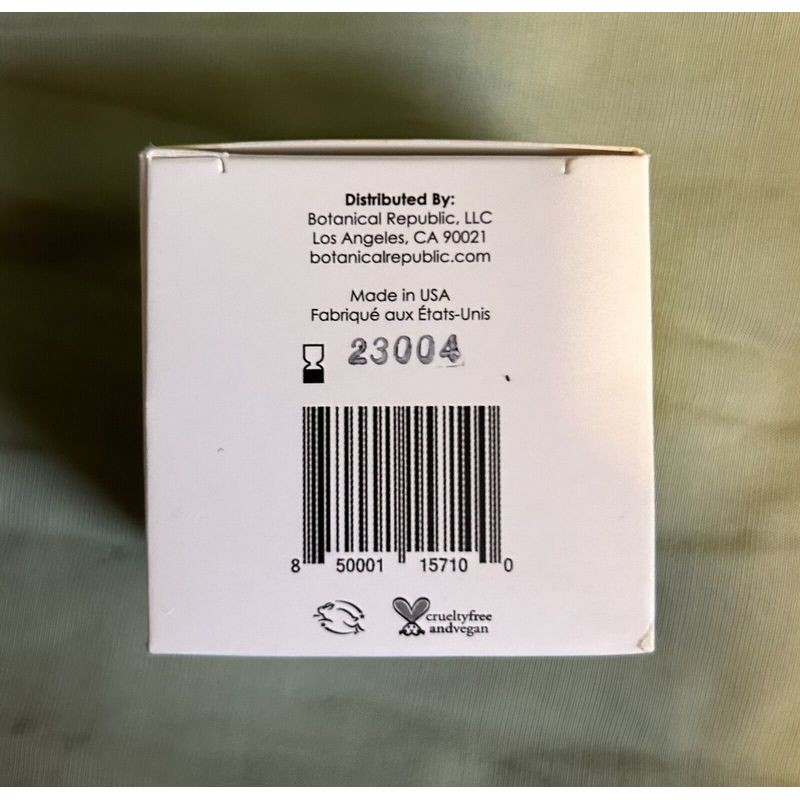 Distributed By:
Botanical Republic, LLC
Los Angeles, CA 90021
botanicalrepublic.com
Made in USA
Fabriqué aux États-Unis
23004
8 50001 15710 0
crueltyfree
andvegan